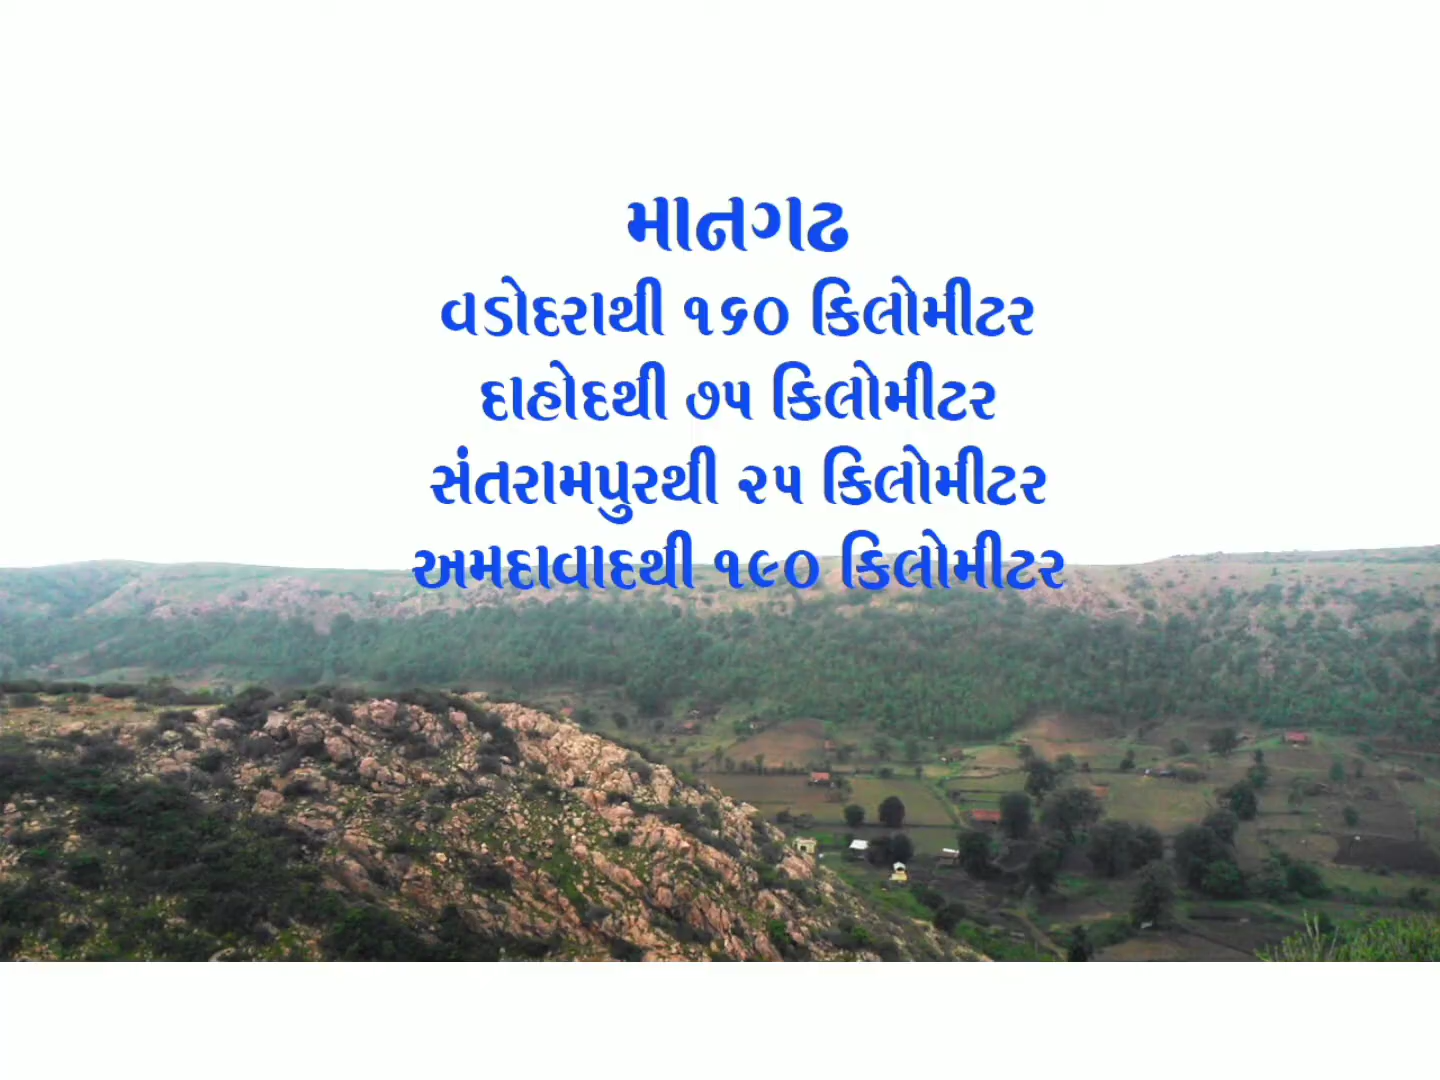 માનગઢ
વડોદરાથી ૧૬૦ કિલોમીટર
દાહોદથી ૭૫ કિલોમીટર
સંતરામપુરથી ૨૫ કિલોમીટર
અમદાવાદથી ૧૯૦ કિલોમીટર